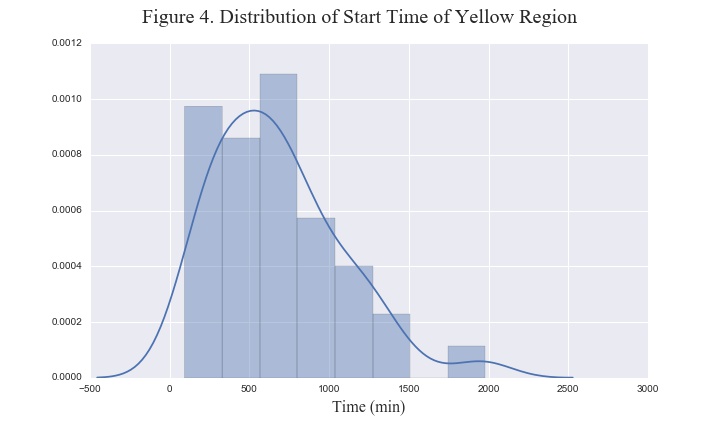 Figure 4. Distribution of Start Time of Yellow Region
0.0012
0.0010
0.0008
0.0006
0.0004
0.0002
0.0000
−500 0 500 1000 1500 2000 2500 3000
Time (min)